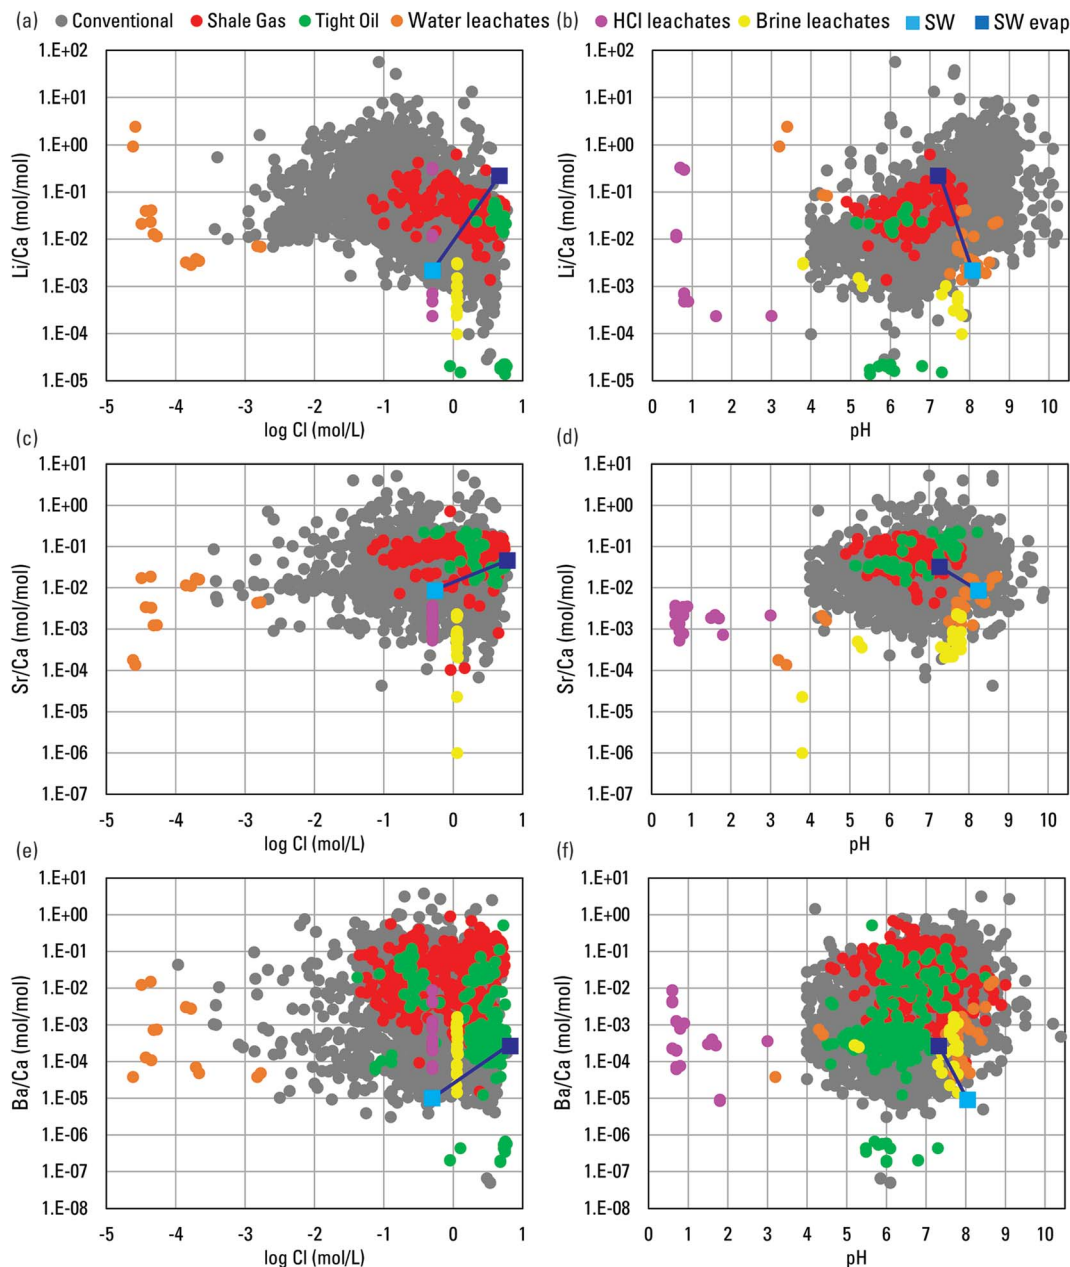 (a) Conventional Shale Gas Tight Oil Water leachates (b) HCl leachates Brine leachates SW SW evap
1.E+02
1.E+01
1.E+00
1.E-01
1.E-02
1.E-03
1.E-04
1.E-05
Li/Ca (mol/mol)
-5 -4 -3 -2 -1 0 1
log Cl (mol/L)
1.E+02
1.E+01
1.E+00
1.E-01
1.E-02
1.E-03
1.E-04
1.E-05
Li/Ca (mol/mol)
0 1 2 3 4 5 6 7 8 9 10
pH
(c)
1.E+01
1.E+00
1.E-01
1.E-02
1.E-03
1.E-04
1.E-05
1.E-06
1.E-07
Sr/Ca (mol/mol)
-5 -4 -3 -2 -1 0 1
log Cl (mol/L)
(d)
1.E+01
1.E+00
1.E-01
1.E-02
1.E-03
1.E-04
1.E-05
1.E-06
1.E-07
Sr/Ca (mol/mol)
0 1 2 3 4 5 6 7 8 9 10
pH
(e)
1.E+01
1.E+00
1.E-01
1.E-02
1.E-03
1.E-04
1.E-05
1.E-06
1.E-07
1.E-08
Ba/Ca (mol/mol)
-5 -4 -3 -2 -1 0 1
log Cl (mol/L)
(f)
1.E+01
1.E+00
1.E-01
1.E-02
1.E-03
1.E-04
1.E-05
1.E-06
1.E-07
1.E-08
Ba/Ca (mol/mol)
0 1 2 3 4 5 6 7 8 9 10
pH